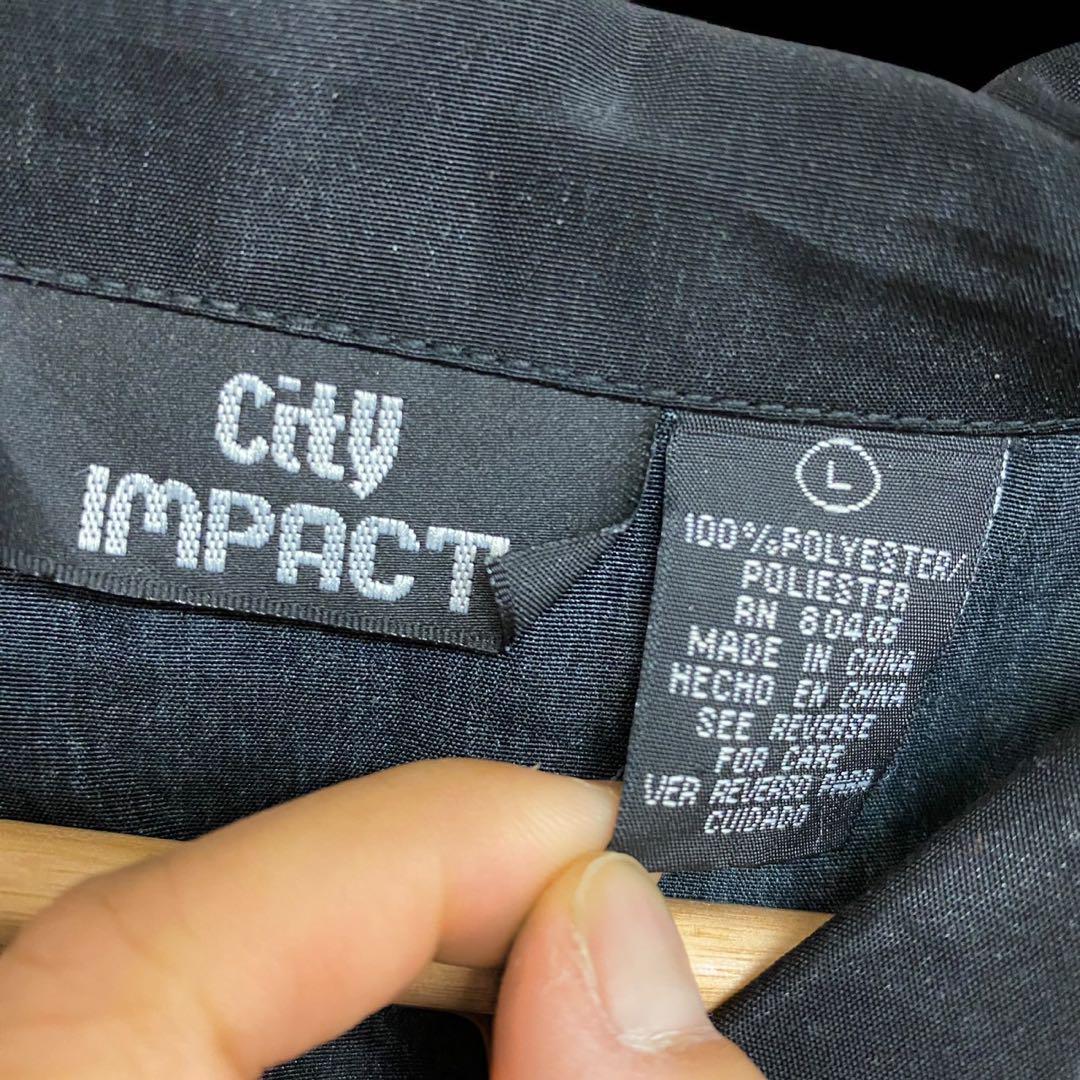 City
IMPACT
L
100%POLYESTER/
POLIESTER
RN 80406
MADE IN CHINA
HECHO EN CHINA
SEE REVERSE
FOR CARE
VER REVERSO PARA
CUIDADO